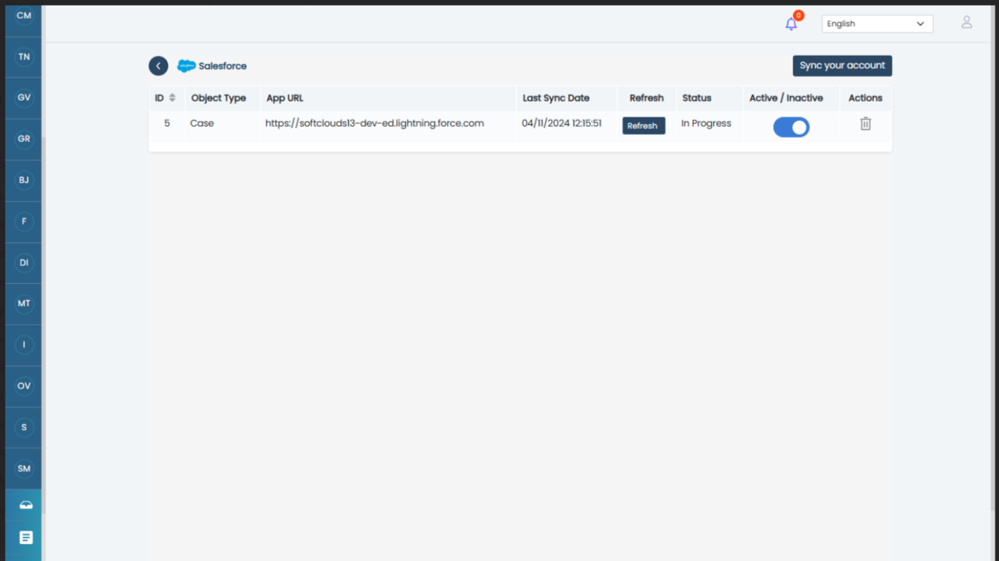 CM
TN
GV
GR
BJ
F
DI
MT
I
OV
S
SM
0
English
Salesforce
Sync your account
ID Object Type App URL Last Sync Date Refresh Status Active / Inactive Actions
5 Case https://softclouds13-dev-ed.lightning.force.com 04/11/2024 12:15:51 Refresh In Progress